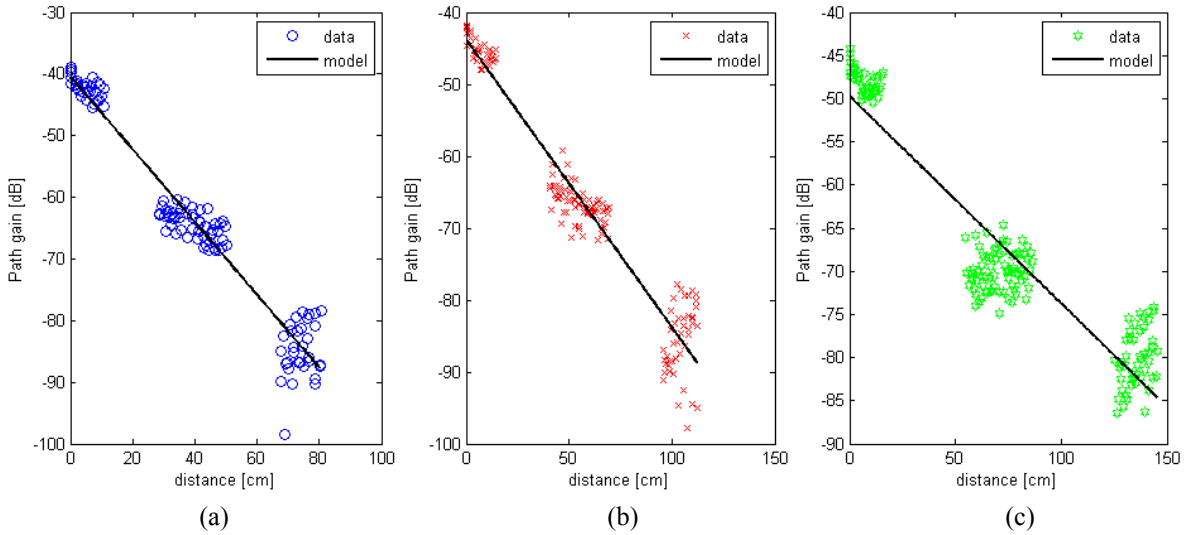 -30
-40
-50
-60
-70
-80
-90
-100
Path gain [dB]
0
20
40
60
80
100
distance [cm]
data
model
(a)
-40
-50
-60
-70
-80
-90
-100
Path gain [dB]
0
50
100
150
distance [cm]
data
model
(b)
-40
-45
-50
-55
-60
-65
-70
-75
-80
-85
-90
Path gain [dB]
0
50
100
150
distance [cm]
data
model
(c)